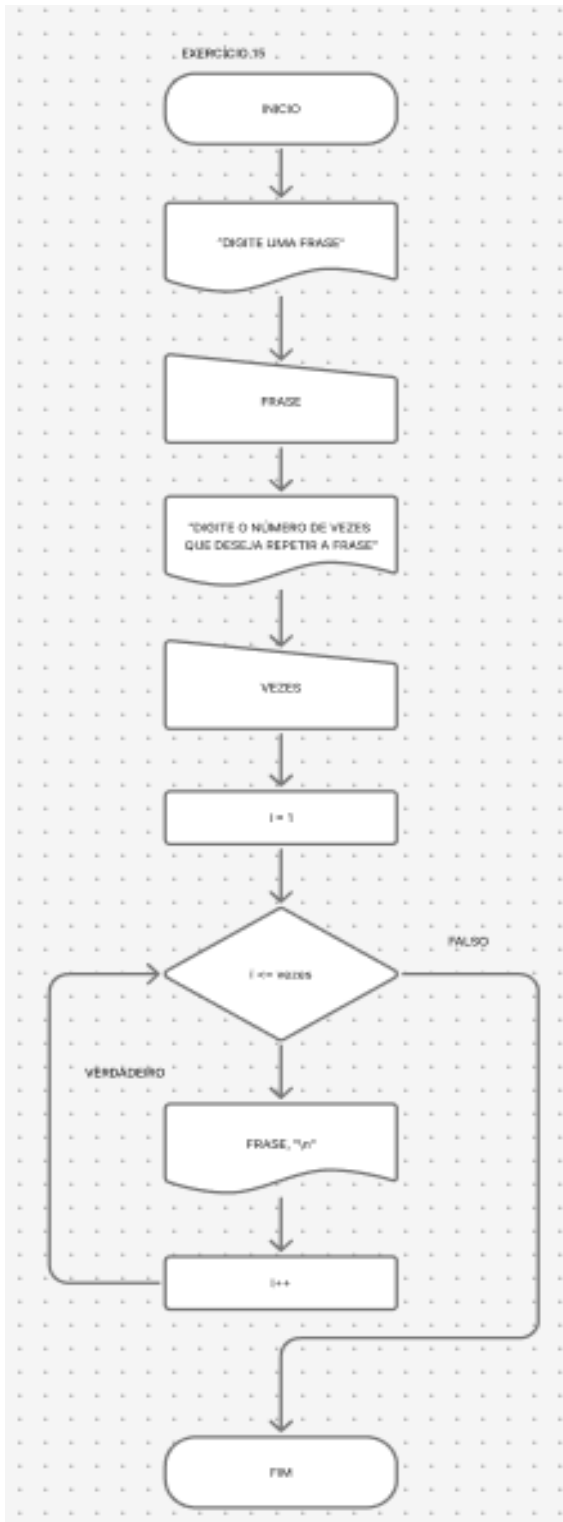 EXERCÍCIO.15
INICIO
"DIGITE UMA FRASE"
FRASE
"DIGITE O NÚMERO DE VEZES
QUE DESEJA REPETIR A FRASE"
VEZES
i = 1
i <= vezes
FALSO
VERDADEIRO
FRASE, "\n"
i++
FIM